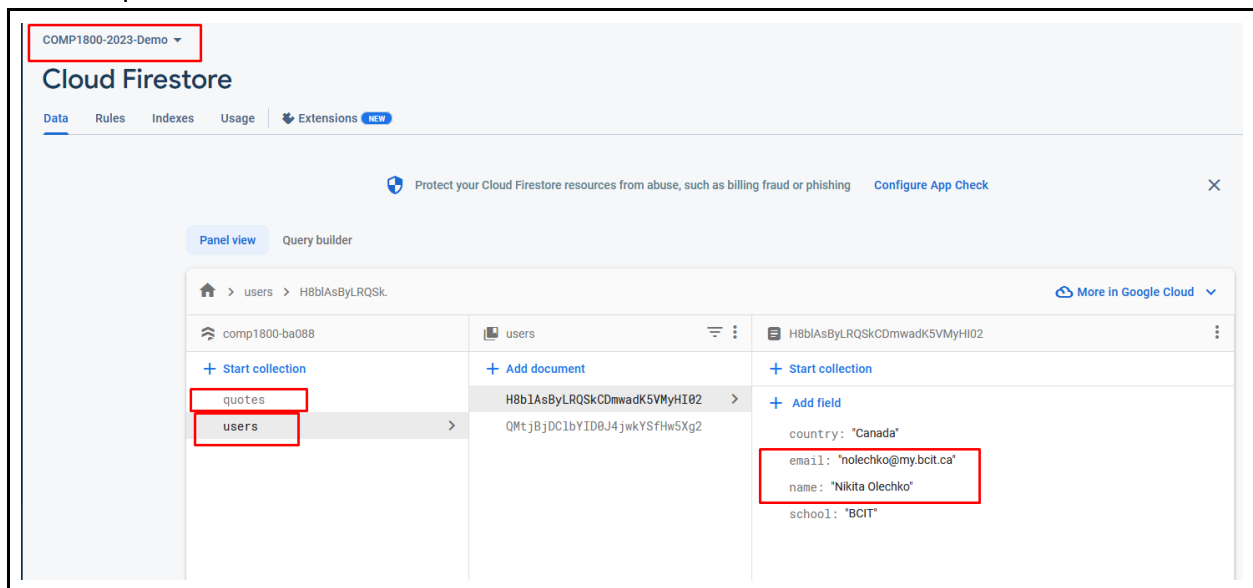 COMP1800-2023-Demo
Cloud Firestore
Data Rules Indexes Usage Extensions NEW
Protect your Cloud Firestore resources from abuse, such as billing fraud or phishing Configure App Check
Panel view Query builder
users > H8blAsByLRQSk. More in Google Cloud
comp1800-ba088 users H8blAsByLRQSkCDmwadK5VMyHI02
+ Start collection + Add document + Start collection
quotes H8blAsByLRQSkCDmwadK5VMyHI02 > + Add field
users > QMtjBjDClbYID0J4jwkYSfHw5Xg2
country: "Canada"
email: "nolechko@my.bcit.ca"
name: "Nikita Olechko"
school: "BCIT"